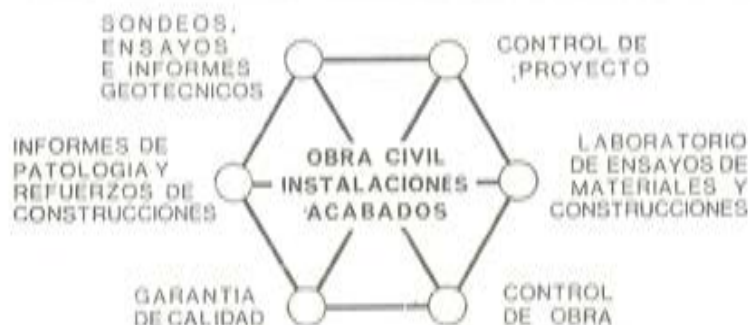 SONDEOS,
ENSAYOS
E INFORMES
GEOTECNICOS
CONTROL DE
PROYECTO
INFORMES DE
PATOLOGIA Y
REFUERZOS DE
CONSTRUCCIONES
OBRA CIVIL
INSTALACIONES
ACABADOS
LABORATORIO
DE ENSAYOS DE
MATERIALES Y
CONSTRUCCIONES
GARANTIA
DE CALIDAD
CONTROL
DE OBRA